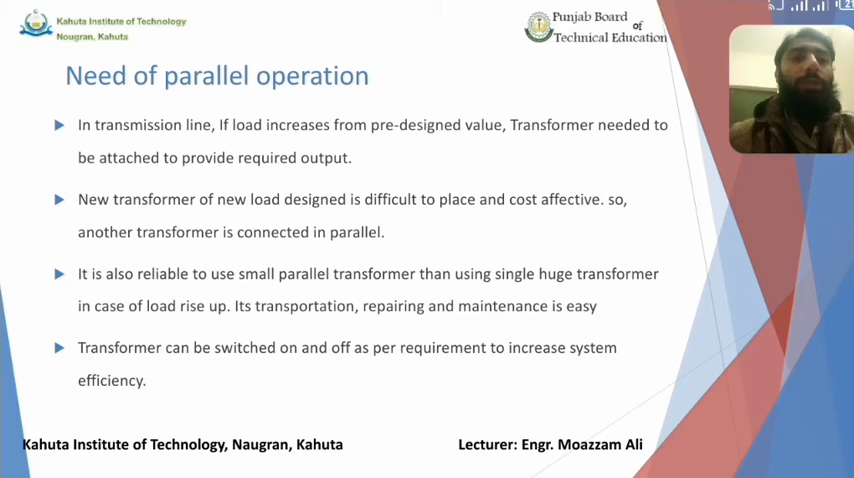 Kahuta Institute of Technology
Nougran, Kahuta
Punjab Board
of
Technical Education
21
Need of parallel operation
In transmission line, If load increases from pre-designed value, Transformer needed to
be attached to provide required output.
New transformer of new load designed is difficult to place and cost affective. so,
another transformer is connected in parallel.
It is also reliable to use small parallel transformer than using single huge transformer
in case of load rise up. Its transportation, repairing and maintenance is easy
Transformer can be switched on and off as per requirement to increase system
efficiency.
Kahuta Institute of Technology, Naugran, Kahuta
Lecturer: Engr. Moazzam Ali